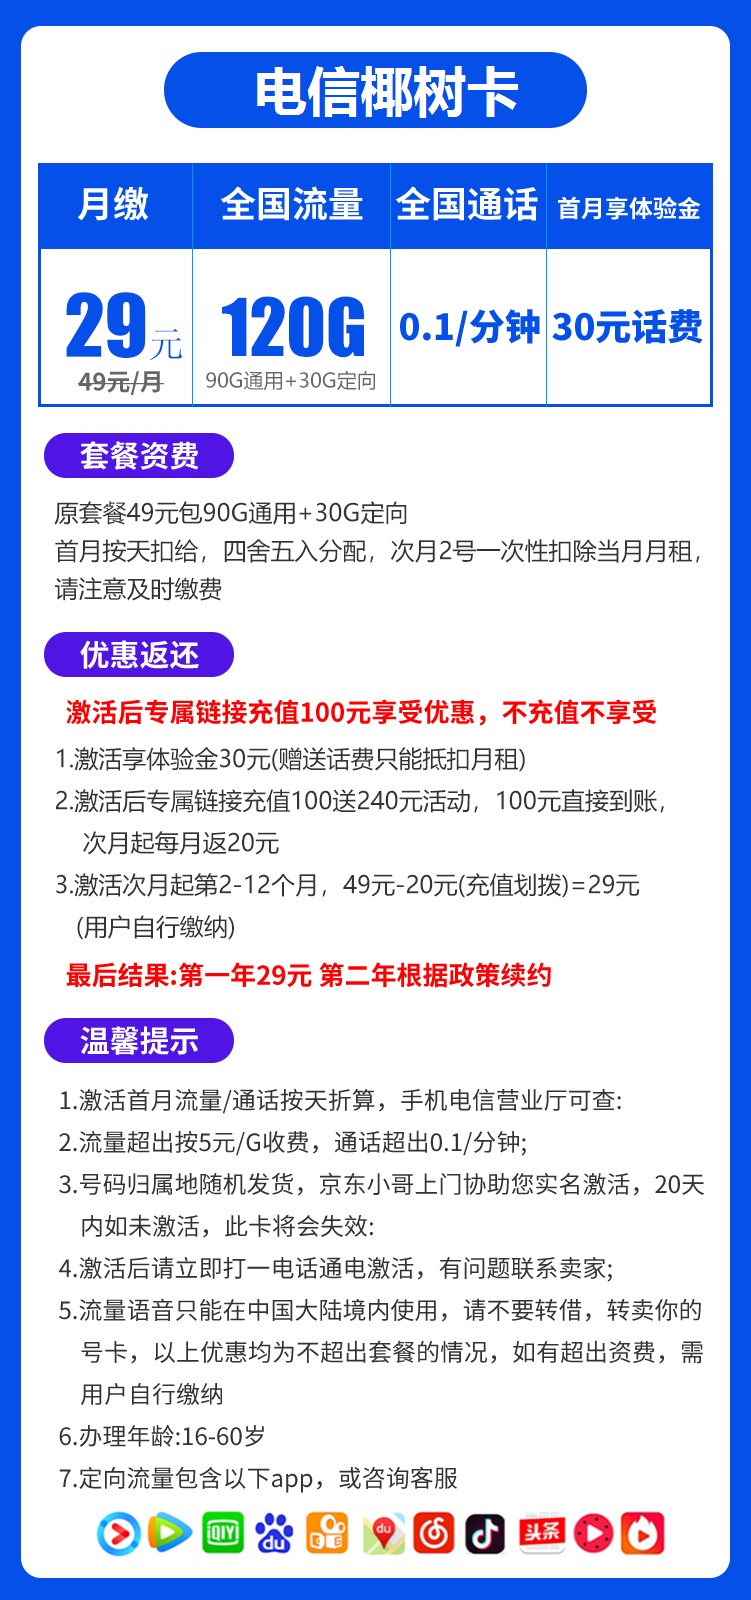 电信椰树卡
月缴
全国流量
全国通话
首月享体验金
29元
49元/月
120G
90G通用+30G定向
0.1/分钟
30元话费
套餐资费
原套餐49元包90G通用+30G定向
首月按天扣给，四舍五入分配，次月2号一次性扣除当月月租，
请注意及时缴费
优惠返还
激活后专属链接充值100元享受优惠，不充值不享受
1.激活享体验金30元(赠送话费只能抵扣月租)
2.激活后专属链接充值100送240元活动，100元直接到账，
次月起每月返20元
3.激活次月起第2-12个月，49元-20元(充值划拨)=29元
(用户自行缴纳)
最后结果:第一年29元 第二年根据政策续约
温馨提示
1.激活首月流量/通话按天折算，手机电信营业厅可查:
2.流量超出按5元/G收费，通话超出0.1/分钟;
3.号码归属地随机发货，京东小哥上门协助您实名激活，20天
内如未激活，此卡将会失效:
4.激活后请立即打一电话通电激活，有问题联系卖家;
5.流量语音只能在中国大陆境内使用，请不要转借，转卖你的
号卡，以上优惠均为不超出套餐的情况，如有超出资费，需
用户自行缴纳
6.办理年龄:16-60岁
7.定向流量包含以下app，或咨询客服
iQIYI
du
du
头条